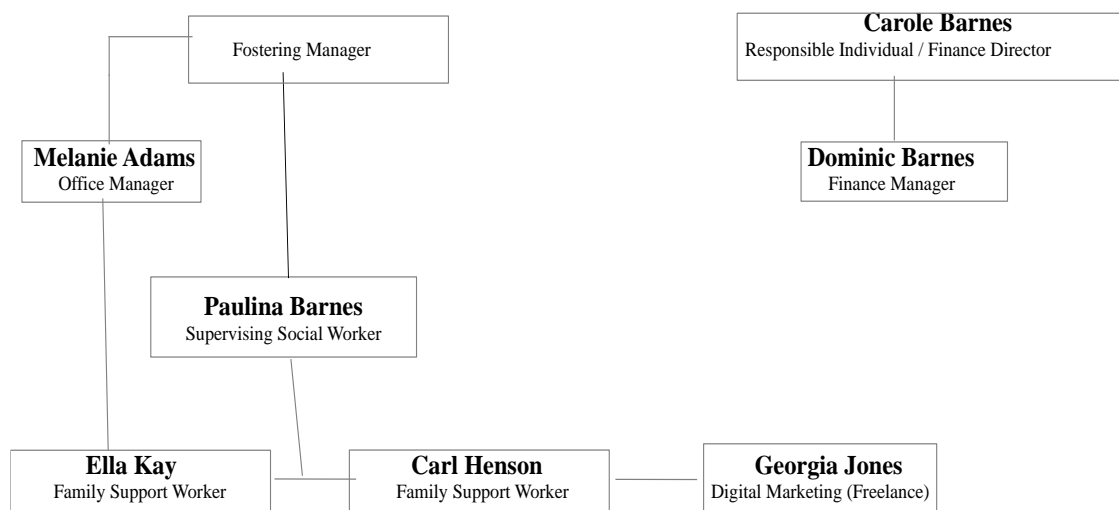 Fostering Manager
Carole Barnes
Responsible Individual / Finance Director
Melanie Adams
Office Manager
Dominic Barnes
Finance Manager
Paulina Barnes
Supervising Social Worker
Ella Kay
Family Support Worker
Carl Henson
Family Support Worker
Georgia Jones
Digital Marketing (Freelance)